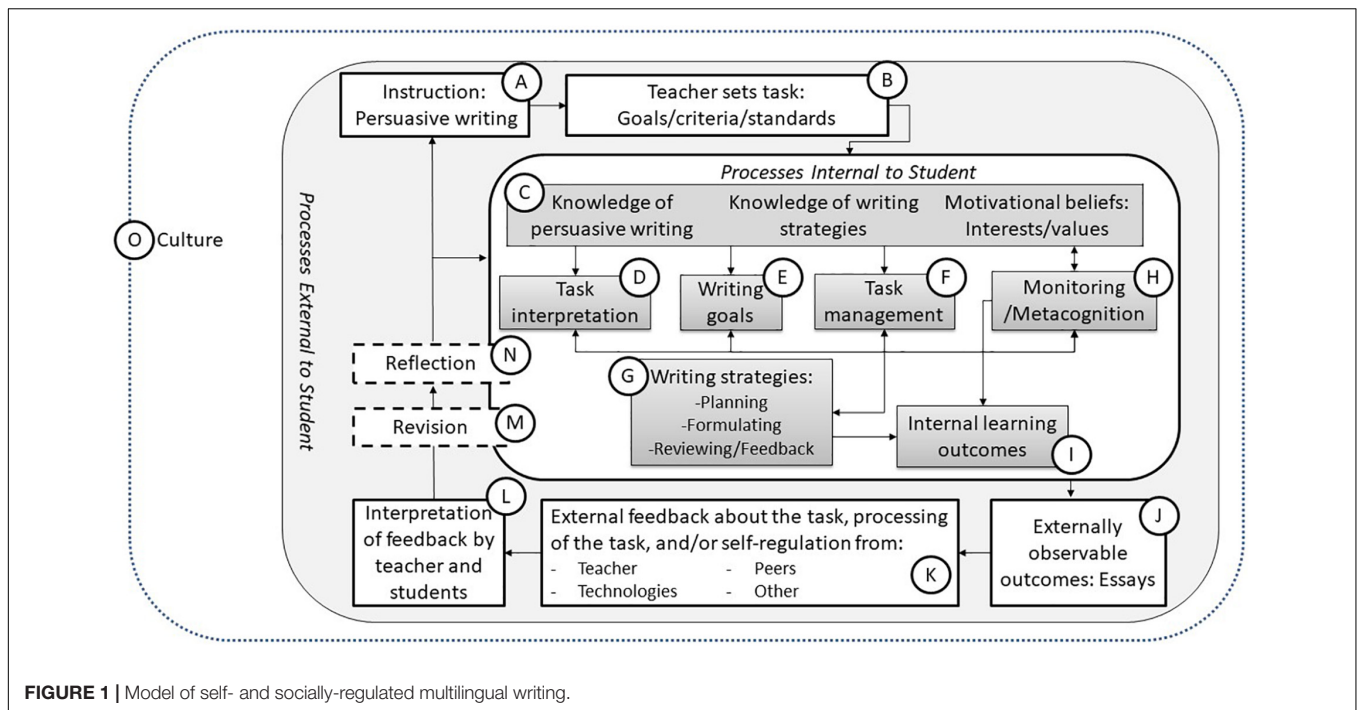 A
Instruction:
Persuasive writing
B
Teacher sets task:
Goals/criteria/standards
Processes External to Student
O Culture
Processes Internal to Student
C
Knowledge of
persuasive writing
Knowledge of writing
strategies
Motivational beliefs:
Interests/values
D
Task
interpretation
E
Writing
goals
F
Task
management
H
Monitoring
/Metacognition
G
Writing strategies:
-Planning
-Formulating
-Reviewing/Feedback
Internal learning
outcomes
I
N
Reflection
M
Revision
L
Interpretation
of feedback by
teacher and
students
External feedback about the task, processing
of the task, and/or self-regulation from:
- Teacher - Peers
- Technologies - Other
K
J
Externally
observable
outcomes: Essays
FIGURE 1 | Model of self- and socially-regulated multilingual writing.